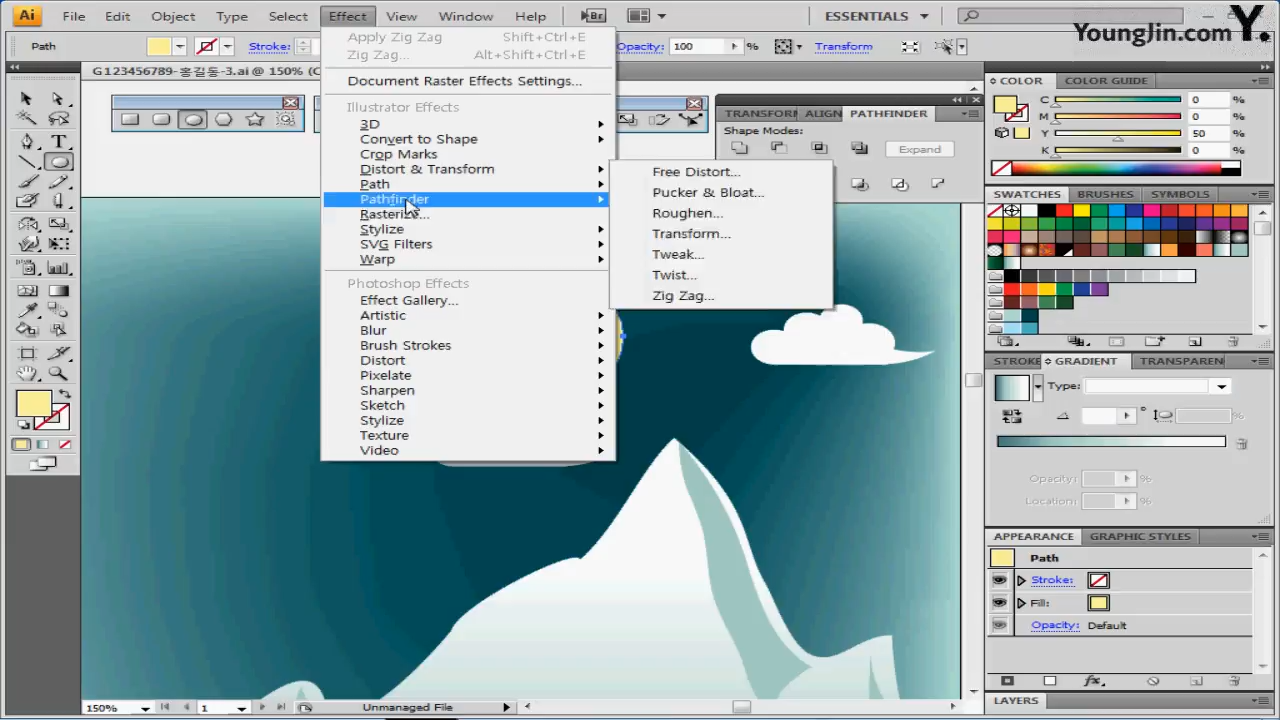 Ai File Edit Object Type Select Effect View Window Help Br ESSENTIALS
YoungJin.com Y.
Path Stroke: Opacity: 100 % Transform
G123456789-홍길동-3.ai @ 150% (C
Apply Zig Zag Shift+Ctrl+E
Zig Zag... Alt+Shift+Ctrl+E
Document Raster Effects Settings...
Illustrator Effects
3D
Convert to Shape
Crop Marks
Distort & Transform
Path
Pathfinder
Rasterize...
Stylize
SVG Filters
Warp
Photoshop Effects
Effect Gallery...
Artistic
Blur
Brush Strokes
Distort
Pixelate
Sharpen
Sketch
Stylize
Texture
Video
Free Distort...
Pucker & Bloat...
Roughen...
Transform...
Tweak...
Twist...
Zig Zag...
TRANSFORM ALIGN PATHFINDER
Shape Modes:
Expand
COLOR COLOR GUIDE
C 0 %
M 0 %
Y 50 %
K 0 %
SWATCHES BRUSHES SYMBOLS
STROKE GRADIENT TRANSPAREN
Type:
°
%
Opacity: %
Location: %
APPEARANCE GRAPHIC STYLES
Path
Stroke:
Fill:
Opacity: Default
fx
LAYERS
150% 1 Unmanaged File